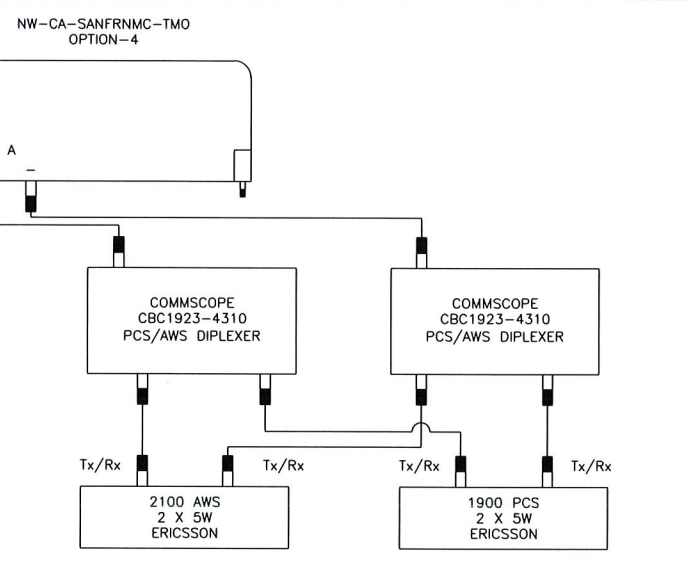 NW-CA-SANFRNMC-TMO
OPTION-4
A
–
COMMSCOPE
CBC1923-4310
PCS/AWS DIPLEXER
COMMSCOPE
CBC1923-4310
PCS/AWS DIPLEXER
Tx/Rx
Tx/Rx
Tx/Rx
Tx/Rx
2100 AWS
2 X 5W
ERICSSON
1900 PCS
2 X 5W
ERICSSON